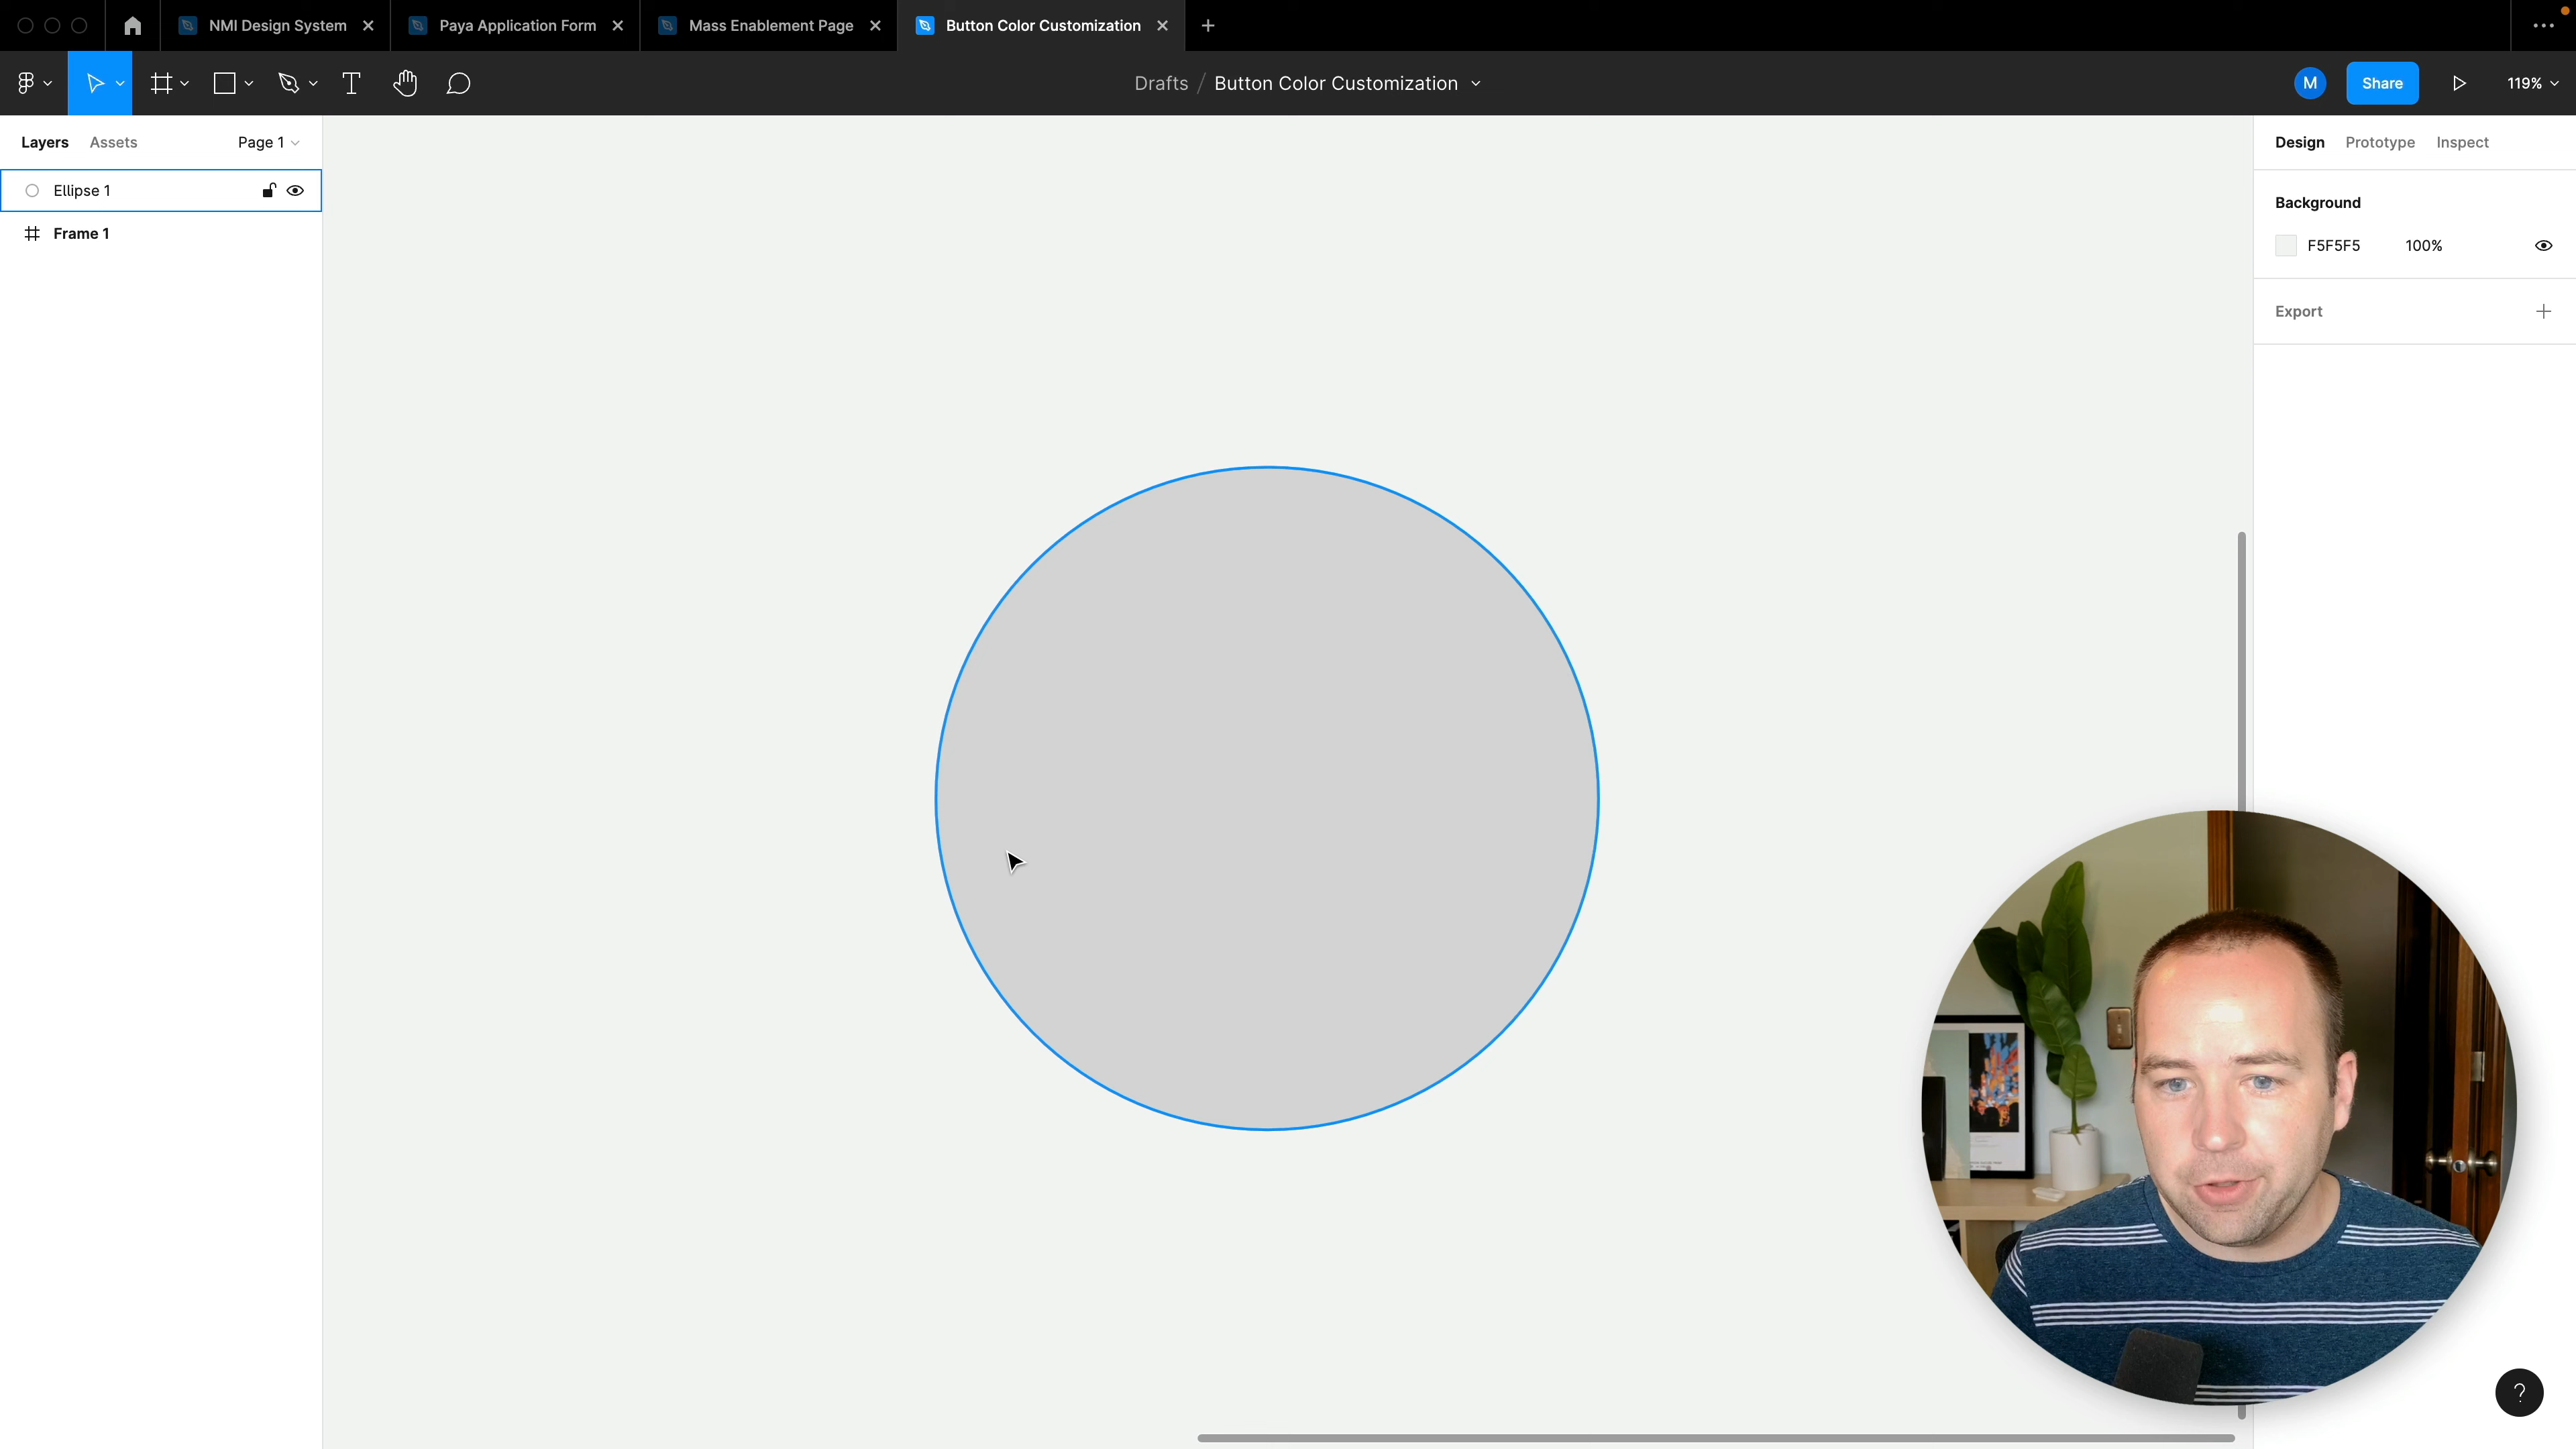 NMI Design System
Paya Application Form
Mass Enablement Page
Button Color Customization
Drafts / Button Color Customization
M
Share
119%
Layers
Assets
Page 1
Ellipse 1
Frame 1
Design
Prototype
Inspect
Background
F5F5F5
100%
Export
?